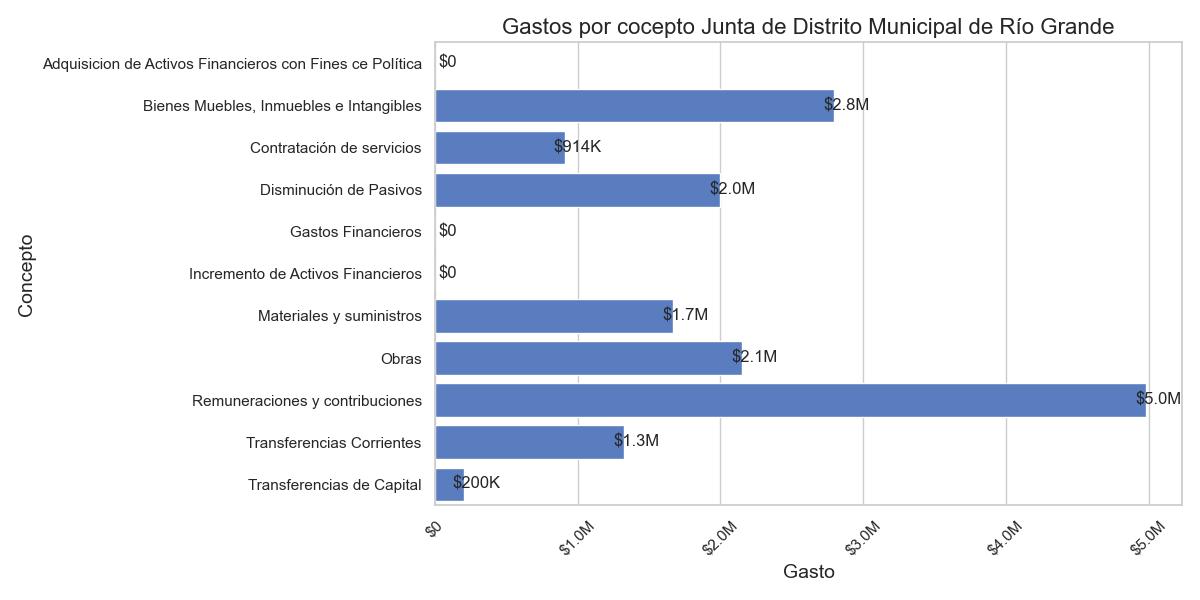 Gastos por cocepto Junta de Distrito Municipal de Río Grande
Adquisicion de Activos Financieros con Fines ce Política $0
Bienes Muebles, Inmuebles e Intangibles $2.8M
Contratación de servicios $914K
Disminución de Pasivos $2.0M
Gastos Financieros $0
Incremento de Activos Financieros $0
Materiales y suministros $1.7M
Obras $2.1M
Remuneraciones y contribuciones $5.0M
Transferencias Corrientes $1.3M
Transferencias de Capital $200K
Concepto
$0 $1.0M $2.0M $3.0M $4.0M $5.0M
Gasto